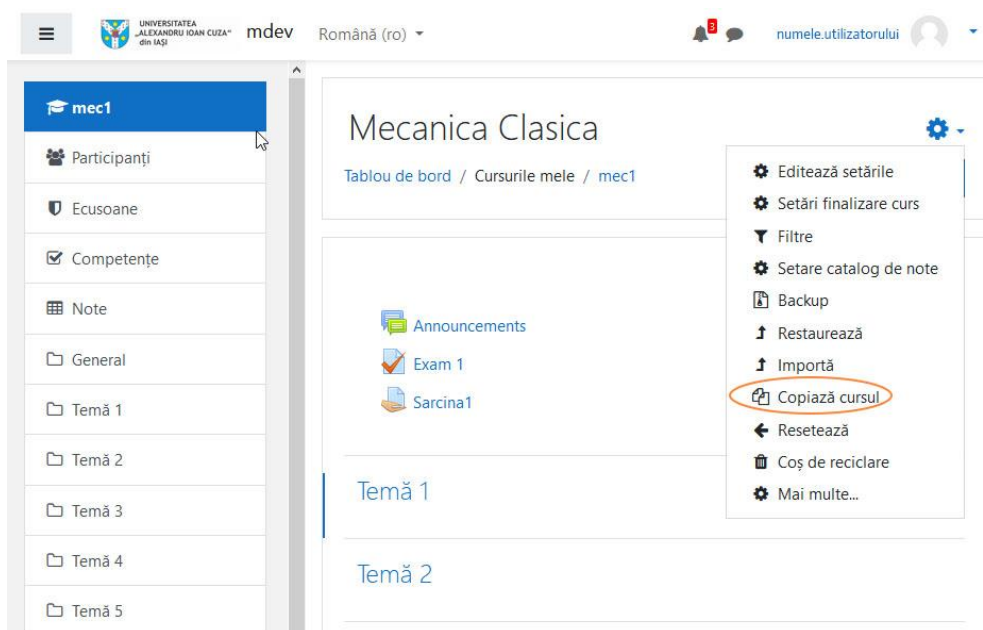 UNIVERSITATEA
„ALEXANDRU IOAN CUZA“
din IAȘI
mdev
Română (ro)
3
numele.utilizatorului
mec1
Participanți
Ecusoane
Competențe
Note
General
Temă 1
Temă 2
Temă 3
Temă 4
Temă 5
Mecanica Clasica
Tablou de bord / Cursurile mele / mec1
Editează setările
Setări finalizare curs
Filtre
Setare catalog de note
Backup
Restaurează
Importă
Copiază cursul
Resetează
Coș de reciclare
Mai multe...
Announcements
Exam 1
Sarcina1
Temă 1
Temă 2